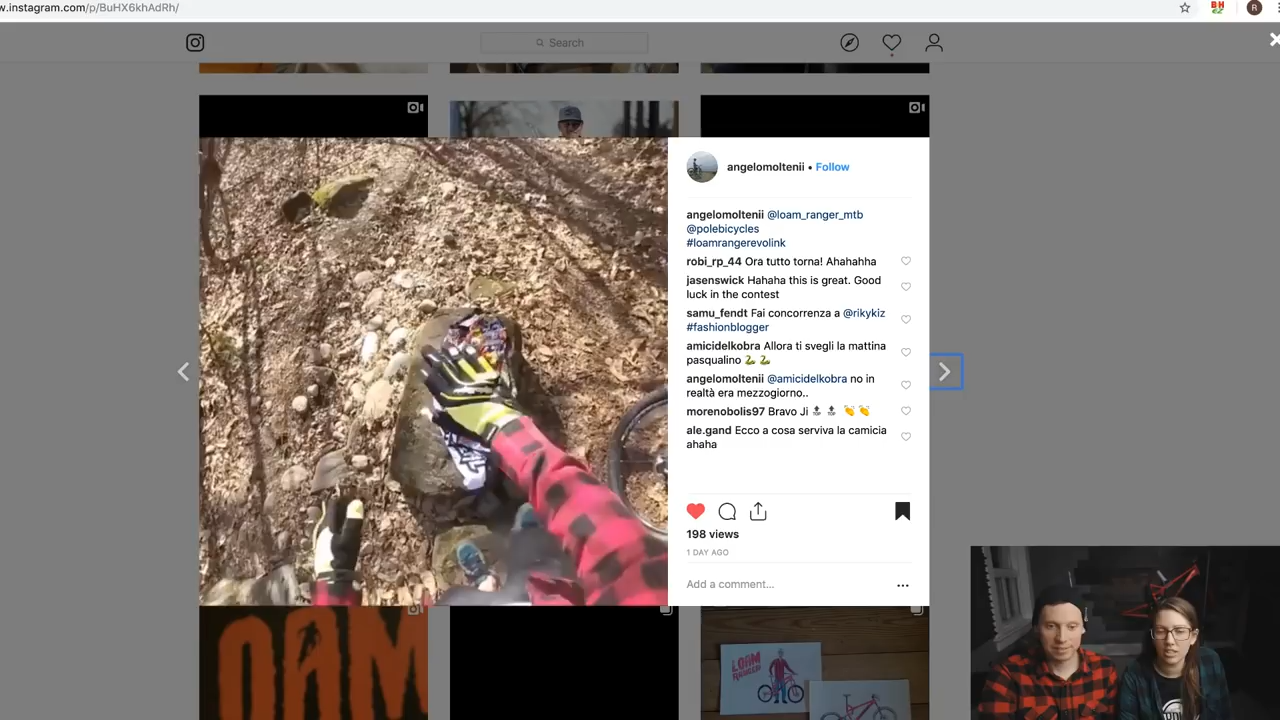 w.instagram.com/p/BuHX6khAdRh/
R
Search
angelomoltenii • Follow
angelomoltenii @loam_ranger_mtb
@polebicycles
#loamrangerevolink
robi_rp_44 Ora tutto torna! Ahahahha
jasenswick Hahaha this is great. Good
luck in the contest
samu_fendt Fai concorrenza a @rikykiz
#fashionblogger
amicidelkobra Allora ti svegli la mattina
pasqualino 🐍 🐍
angelomoltenii @amicidelkobra no in
realtà era mezzogiorno..
morenobolis97 Bravo Ji 🔝 🔝 👏 👏
ale.gand Ecco a cosa serviva la camicia
ahaha
198 views
1 DAY AGO
Add a comment...
OAM
LOAM
RANGER